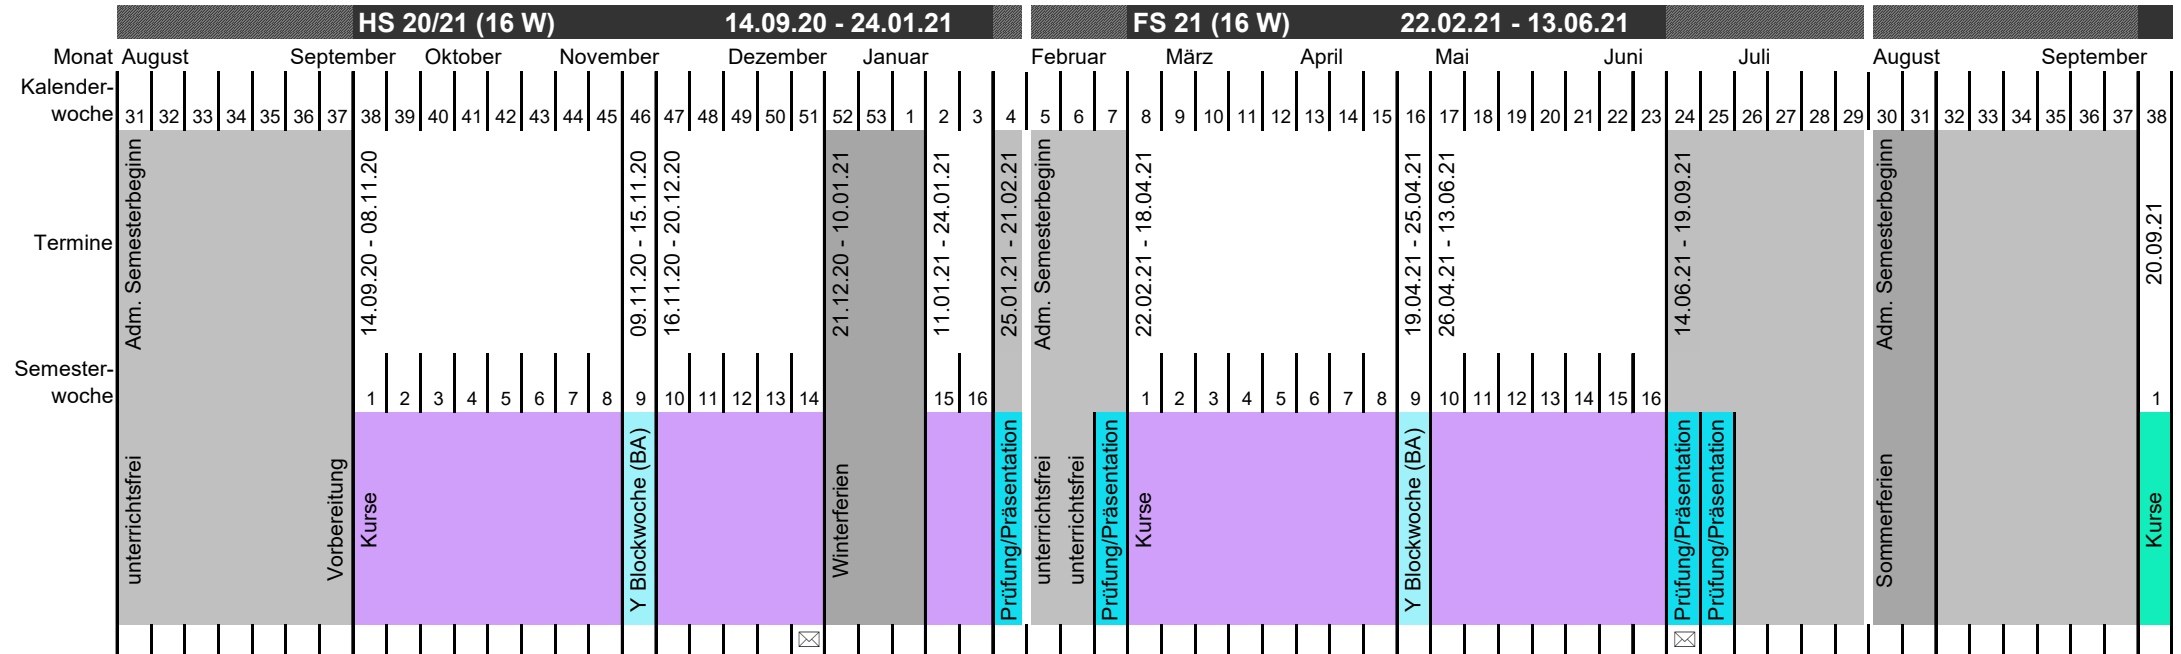 HS 20/21 (16 W) 14.09.20 - 24.01.21 FS 21 (16 W) 22.02.21 - 13.06.21
Monat August September Oktober November Dezember Januar Februar März April Mai Juni Juli August September
Kalender-
woche 31 32 33 34 35 36 37 38 39 40 41 42 43 44 45 46 47 48 49 50 51 52 53 1 2 3 4 5 6 7 8 9 10 11 12 13 14 15 16 17 18 19 20 21 22 23 24 25 26 27 28 29 30 31 32 33 34 35 36 37 38
Termine
Adm. Semesterbeginn
14.09.20 - 08.11.20
09.11.20 - 15.11.20
16.11.20 - 20.12.20
21.12.20 - 10.01.21
11.01.21 - 24.01.21
25.01.21 - 21.02.21
Adm. Semesterbeginn
22.02.21 - 18.04.21
19.04.21 - 25.04.21
26.04.21 - 13.06.21
14.06.21 - 19.09.21
Adm. Semesterbeginn
20.09.21
Semester-
woche 1 2 3 4 5 6 7 8 9 10 11 12 13 14 15 16 1 2 3 4 5 6 7 8 9 10 11 12 13 14 15 16 1
unterrichtsfrei
Vorbereitung
Kurse
Y Blockwoche (BA)
Winterferien
Prüfung/Präsentation
unterrichtsfrei
unterrichtsfrei
Prüfung/Präsentation
Kurse
Y Blockwoche (BA)
Prüfung/Präsentation
Prüfung/Präsentation
Sommerferien
Kurse